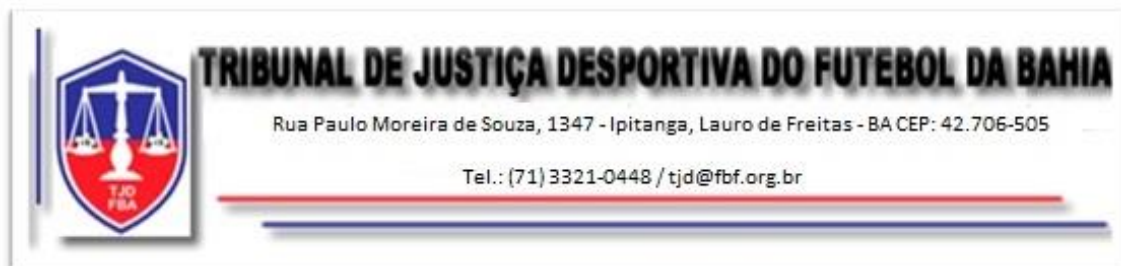 TRIBUNAL DE JUSTIÇA DESPORTIVA DO FUTEBOL DA BAHIA
Rua Paulo Moreira de Souza, 1347 - Ipitanga, Lauro de Freitas - BA CEP: 42.706-505
Tel.: (71) 3321-0448 / tjd@fbf.org.br
TJD
FBA